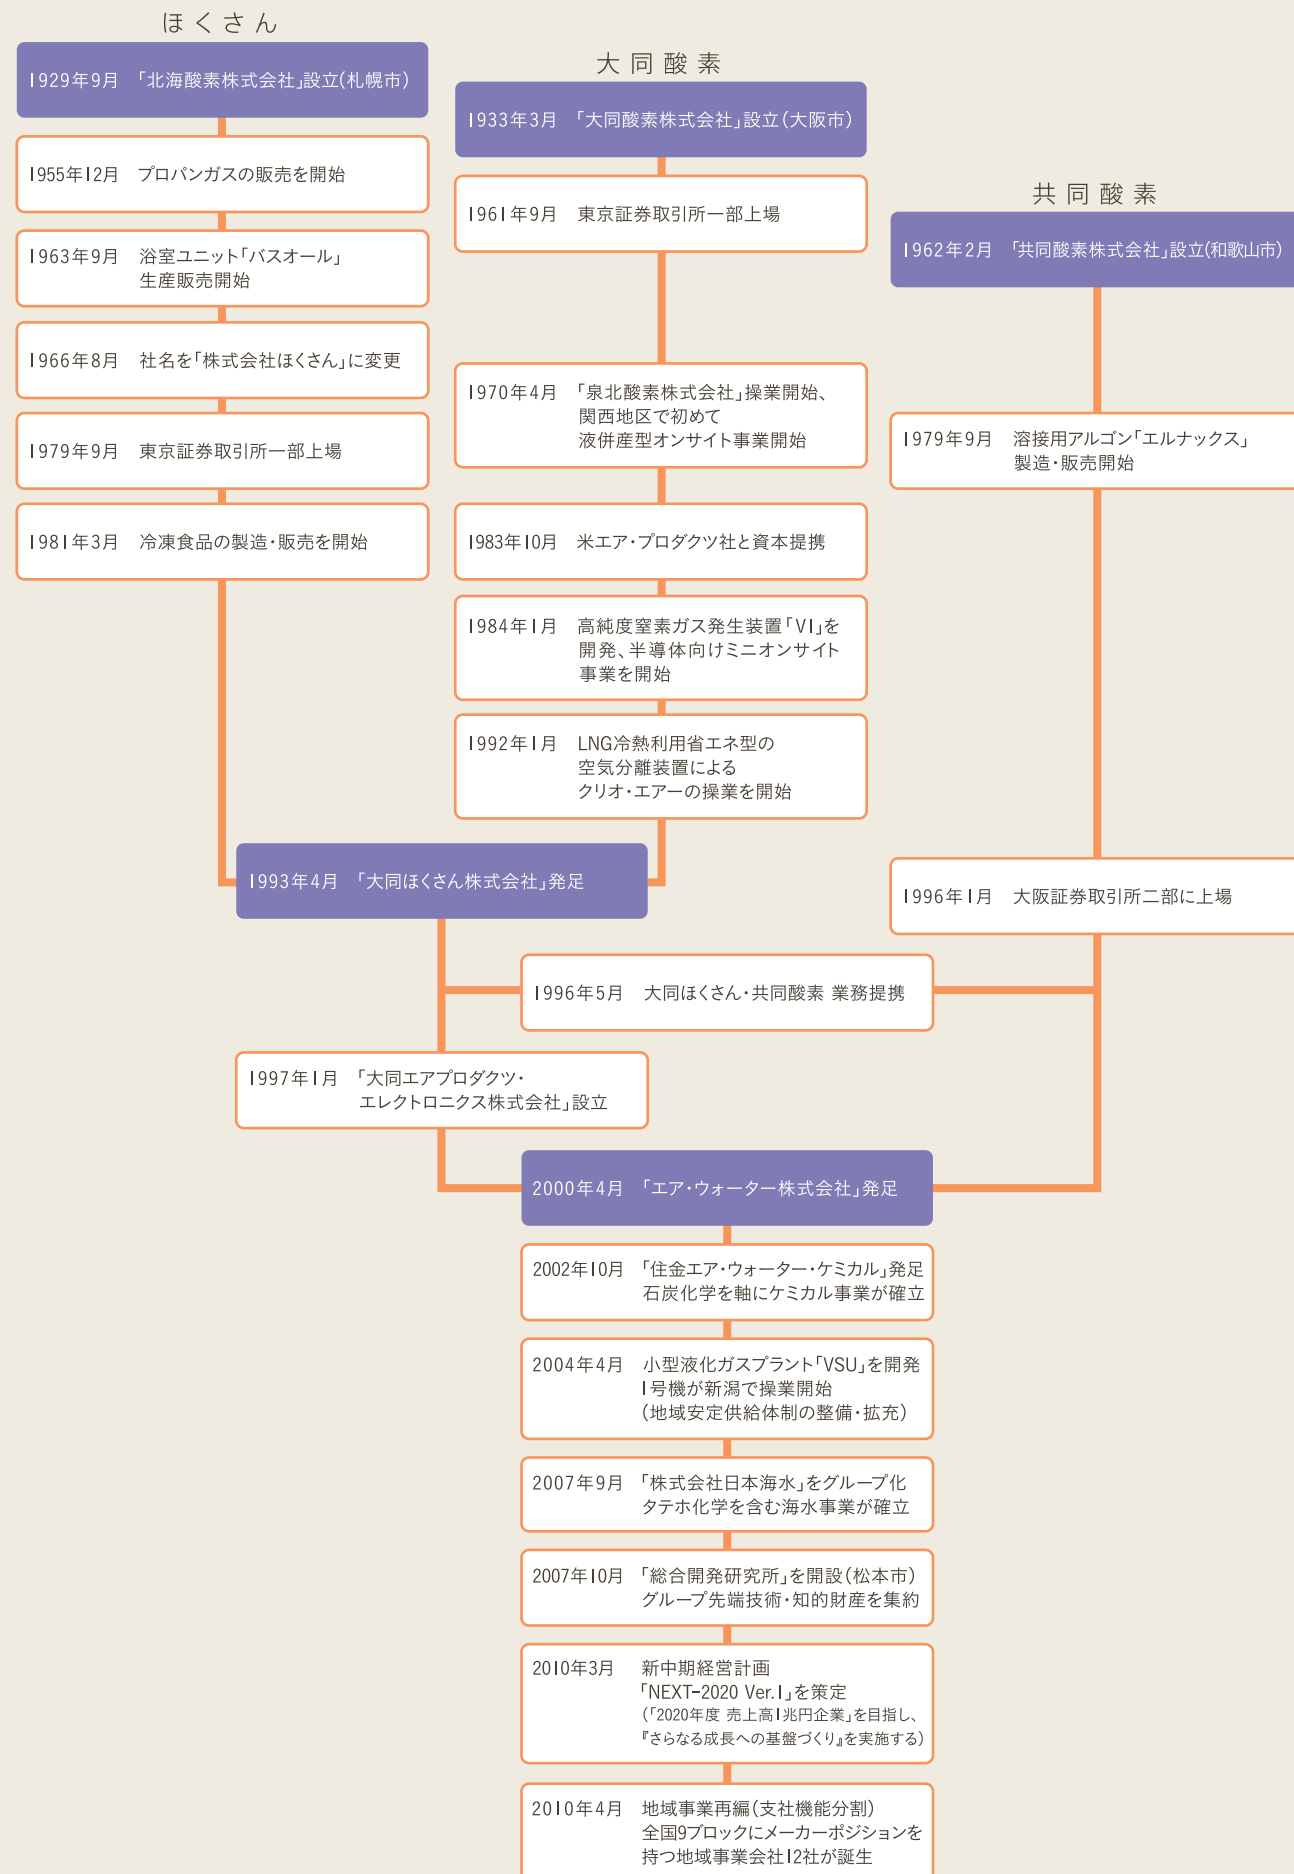 ほくさん
1929年9月 「北海酸素株式会社」設立(札幌市)
1955年12月 プロパンガスの販売を開始
1963年9月 浴室ユニット「バスオール」
生産販売開始
1966年8月 社名を「株式会社ほくさん」に変更
1979年9月 東京証券取引所一部上場
1981年3月 冷凍食品の製造・販売を開始
大同酸素
1933年3月 「大同酸素株式会社」設立(大阪市)
1961年9月 東京証券取引所一部上場
1970年4月 「泉北酸素株式会社」操業開始、
関西地区で初めて
液併産型オンサイト事業開始
1983年10月 米エア・プロダクツ社と資本提携
1984年1月 高純度窒素ガス発生装置「V1」を
開発、半導体向けミニオンサイト
事業を開始
1992年1月 LNG冷熱利用省エネ型の
空気分離装置による
クリオ・エアーの操業を開始
共同酸素
1962年2月 「共同酸素株式会社」設立(和歌山市)
1979年9月 溶接用アルゴン「エルナックス」
製造・販売開始
1996年1月 大阪証券取引所二部に上場
1993年4月 「大同ほくさん株式会社」発足
1996年5月 大同ほくさん・共同酸素 業務提携
1997年1月 「大同エアプロダクツ・
エレクトロニクス株式会社」設立
2000年4月 「エア・ウォーター株式会社」発足
2002年10月 「住金エア・ウォーター・ケミカル」発足
石炭化学を軸にケミカル事業が確立
2004年4月 小型液化ガスプラント「VSU」を開発
1号機が新潟で操業開始
(地域安定供給体制の整備・拡充)
2007年9月 「株式会社日本海水」をグループ化
タテホ化学を含む海水事業が確立
2007年10月 「総合開発研究所」を開設(松本市)
グループ先端技術・知的財産を集約
2010年3月 新中期経営計画
「NEXT-2020 Ver.1」を策定
(「2020年度 売上高1兆円企業」を目指し、
『さらなる成長への基盤づくり』を実施する)
2010年4月 地域事業再編(支社機能分割)
全国9ブロックにメーカーポジションを
持つ地域事業会社12社が誕生